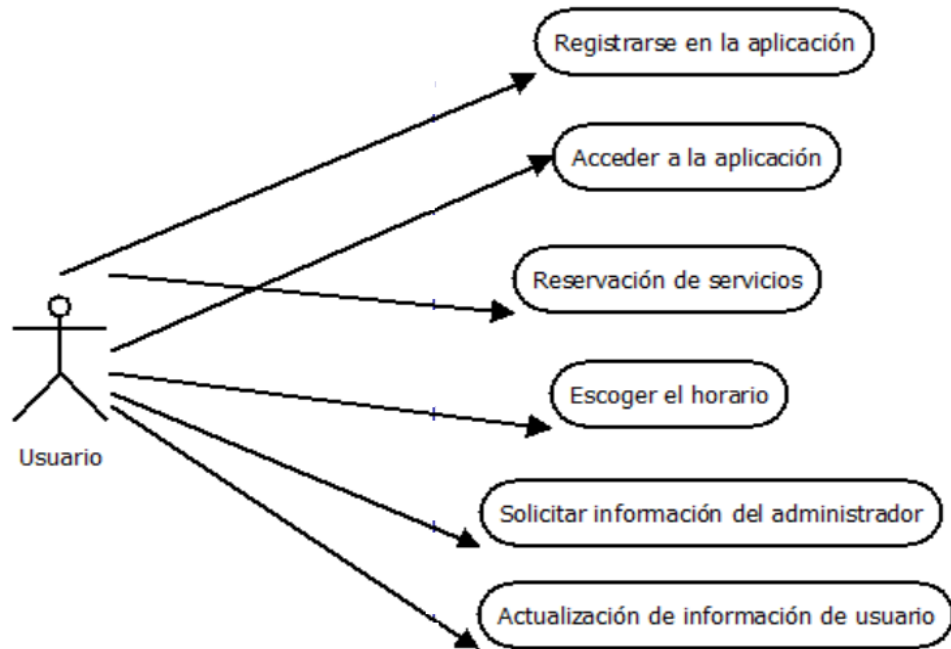 Registrarse en la aplicación
Acceder a la aplicación
Reservación de servicios
Escoger el horario
Usuario
Solicitar información del administrador
Actualización de información de usuario